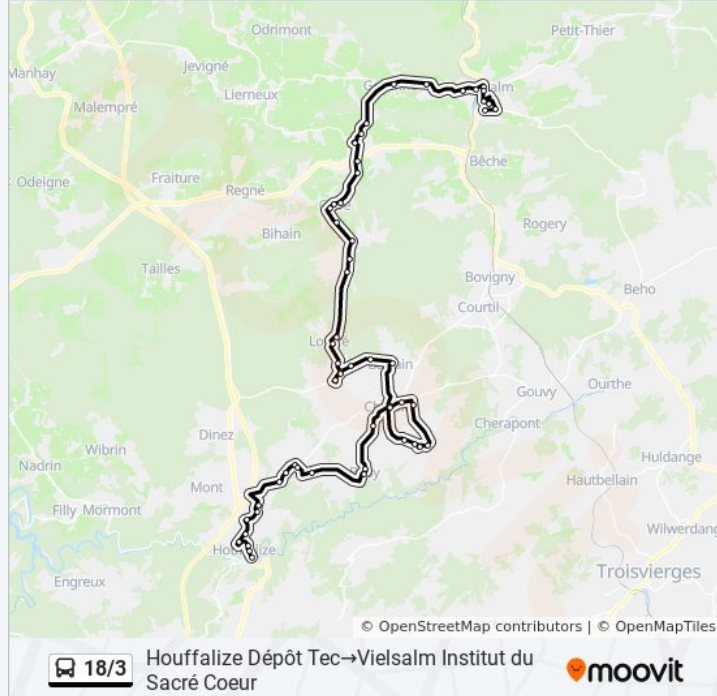 Odrimont
Petit-Thier
Manhay
Jevigné
Lierneux
Malempré
Bêche
Odeigne
Fraiture
Regné
Rogery
Bihain
Tailles
Bovigny
Beho
Courtil
Gouvy
Ourthe
Cherapont
Dinez
Wibrin
Nadrin
Huldange
Mont
Hautbellain
Filly Mormont
Wilwerdang
Houffalize
Troisvierges
Engreux
© OpenStreetMap contributors | © OpenMapTiles
18/3
Houffalize Dépôt Tec→Vielsalm Institut du
Sacré Coeur
moovit